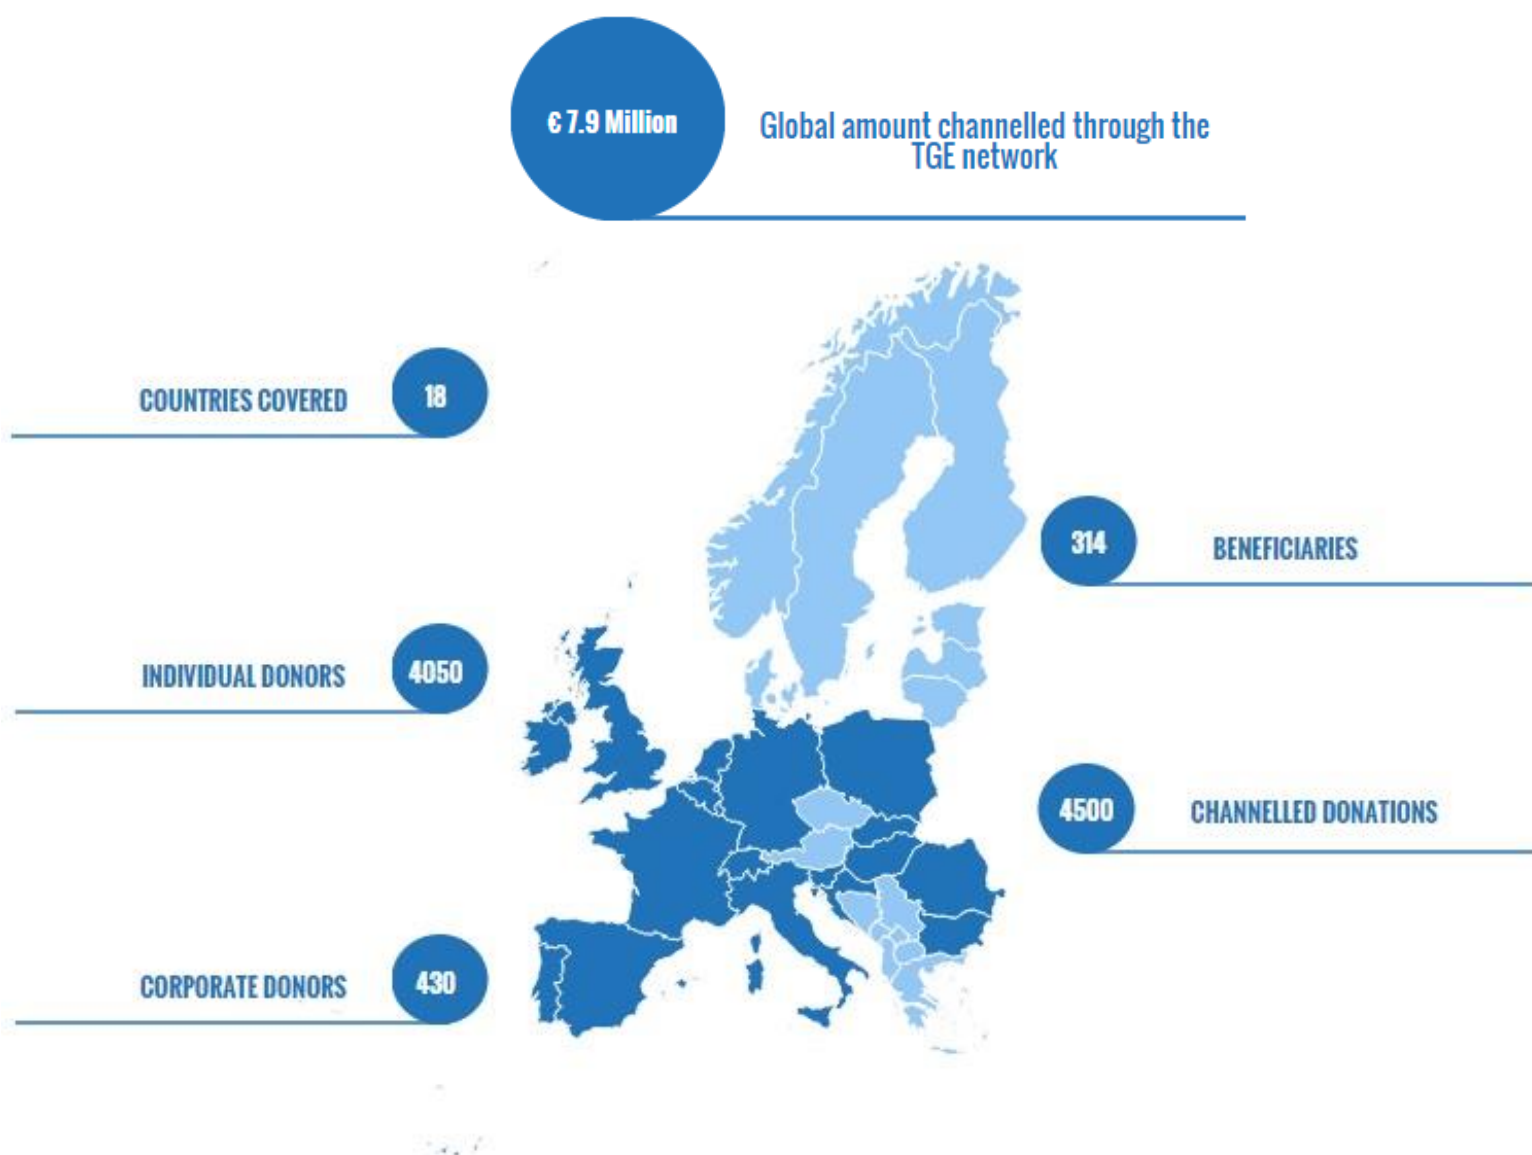 € 7.9 Million
Global amount channelled through the
TGE network
COUNTRIES COVERED
18
314
BENEFICIARIES
INDIVIDUAL DONORS
4050
4500
CHANNELLED DONATIONS
CORPORATE DONORS
430